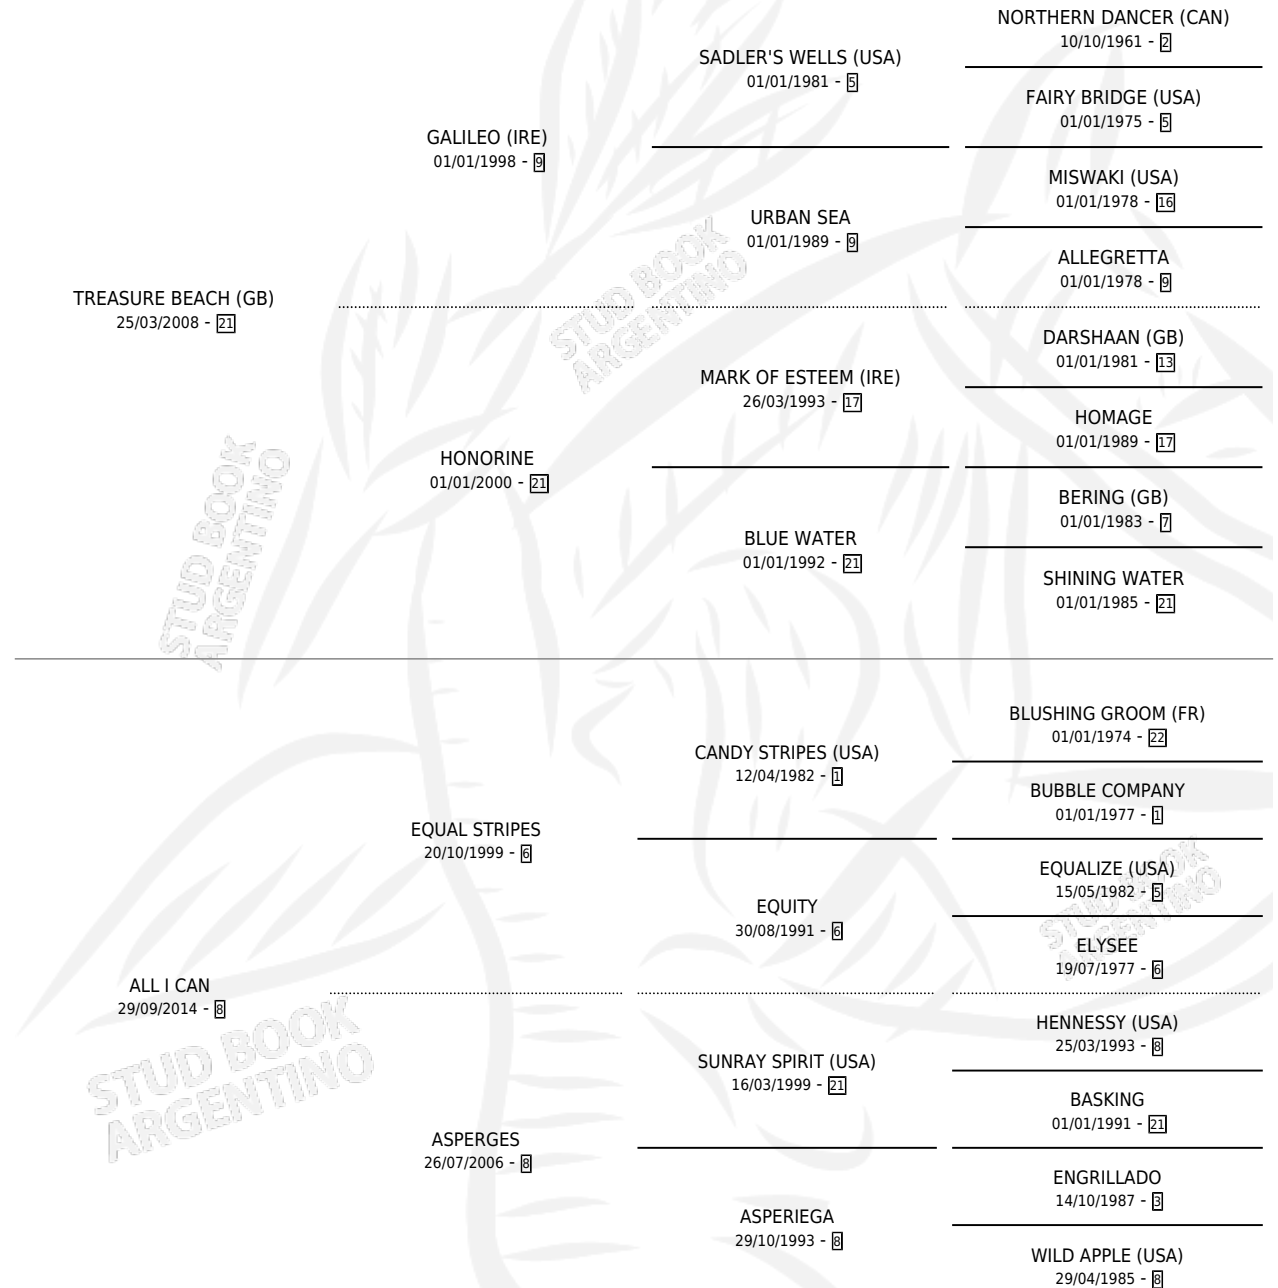 NORTHERN DANCER (CAN)
10/10/1961 - 2
SADLER'S WELLS (USA)
01/01/1981 - 5
FAIRY BRIDGE (USA)
01/01/1975 - 5
GALILEO (IRE)
01/01/1998 - 9
MISWAKI (USA)
01/01/1978 - 16
URBAN SEA
01/01/1989 - 9
ALLEGRETTA
01/01/1978 - 9
TREASURE BEACH (GB)
25/03/2008 - 21
DARSHAAN (GB)
01/01/1981 - 13
MARK OF ESTEEM (IRE)
26/03/1993 - 17
HOMAGE
01/01/1989 - 17
HONORINE
01/01/2000 - 21
BERING (GB)
01/01/1983 - 7
BLUE WATER
01/01/1992 - 21
SHINING WATER
01/01/1985 - 21
BLUSHING GROOM (FR)
01/01/1974 - 22
CANDY STRIPES (USA)
12/04/1982 - 1
BUBBLE COMPANY
01/01/1977 - 1
EQUAL STRIPES
20/10/1999 - 6
EQUALIZE (USA)
15/05/1982 - 5
EQUITY
30/08/1991 - 6
ELYSEE
19/07/1977 - 6
ALL I CAN
29/09/2014 - 8
HENNESSY (USA)
25/03/1993 - 8
SUNRAY SPIRIT (USA)
16/03/1999 - 21
BASKING
01/01/1991 - 21
ASPERGES
26/07/2006 - 8
ENGRILLADO
14/10/1987 - 3
ASPERIEGA
29/10/1993 - 8
WILD APPLE (USA)
29/04/1985 - 8
STUD BOOK
ARGENTINO
STUD BOOK
ARGENTINO
STUD BOOK
ARGENTINO
STUD BOOK
ARGENTINO